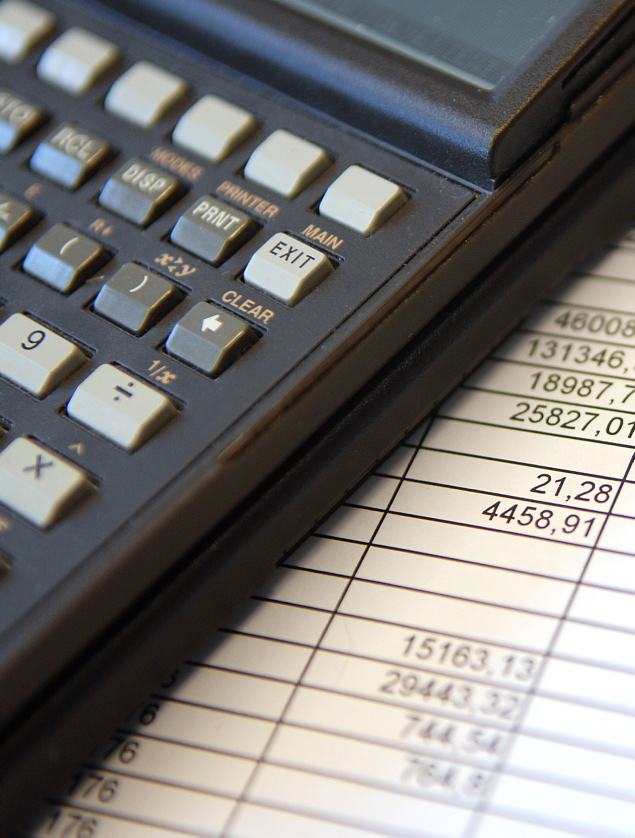 RCL
MODES
DISP
PRINTER
PRNT
MAIN
EXIT
E
R↓
(
x≷y
)
CLEAR
←
9
1/x
÷
^
×
46008
131346,
18987,7
25827,01
21,28
4458,91
15163,13
29443,32
744,54
764,8
6
76
176
176